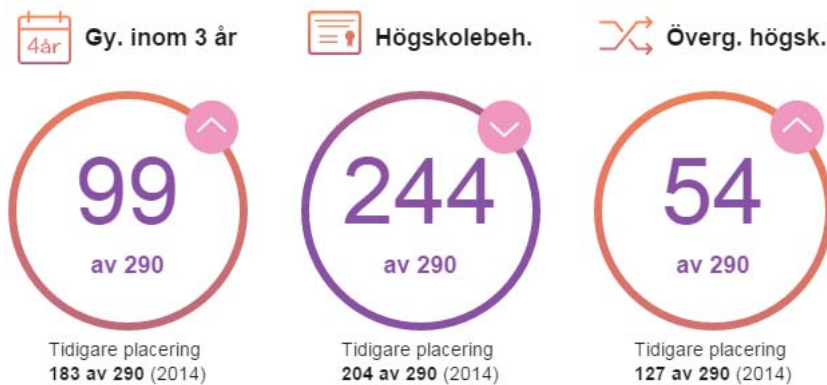 4år
Gy. inom 3 år
99
av 290
Tidigare placering
183 av 290 (2014)
Högskolebeh.
244
av 290
Tidigare placering
204 av 290 (2014)
Överg. högsk.
54
av 290
Tidigare placering
127 av 290 (2014)